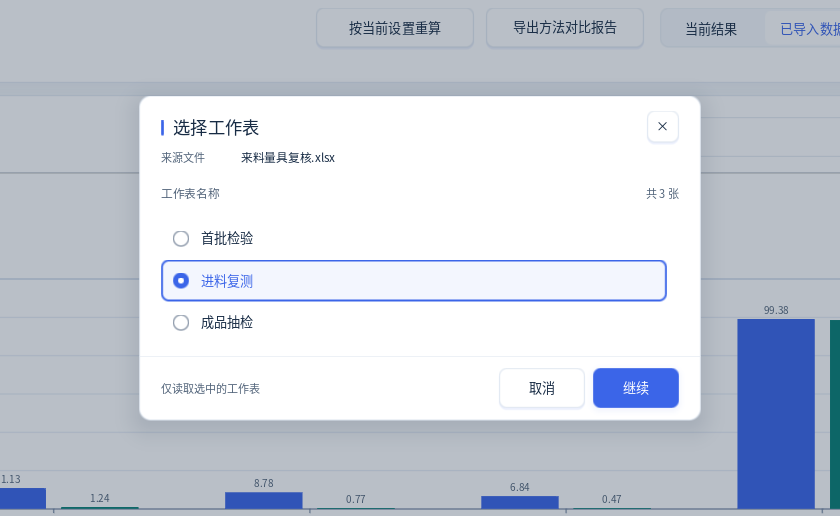 按当前设置重算
导出方法对比报告
当前结果
已导入数据
选择工作表
来源文件 来料量具复核.xlsx
工作表名称 共 3 张
首批检验
进料复测
成品抽检
仅读取选中的工作表
取消
继续
99.38
1.13
1.24
8.78
0.77
6.84
0.47